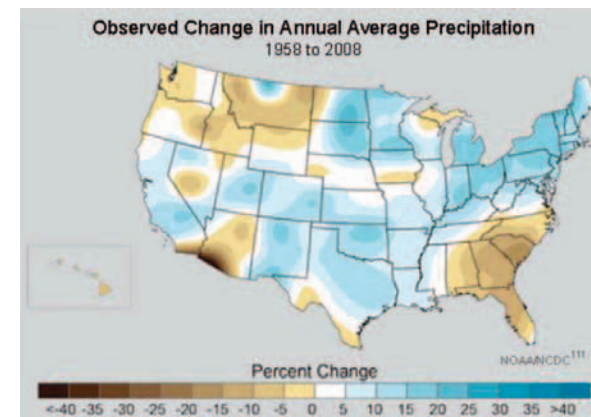 Observed Change in Annual Average Precipitation
1958 to 2008
NOAA/NCDC¹¹¹
Percent Change
<-40 -35 -30 -25 -20 -15 -10 -5 0 5 10 15 20 25 30 35 >40